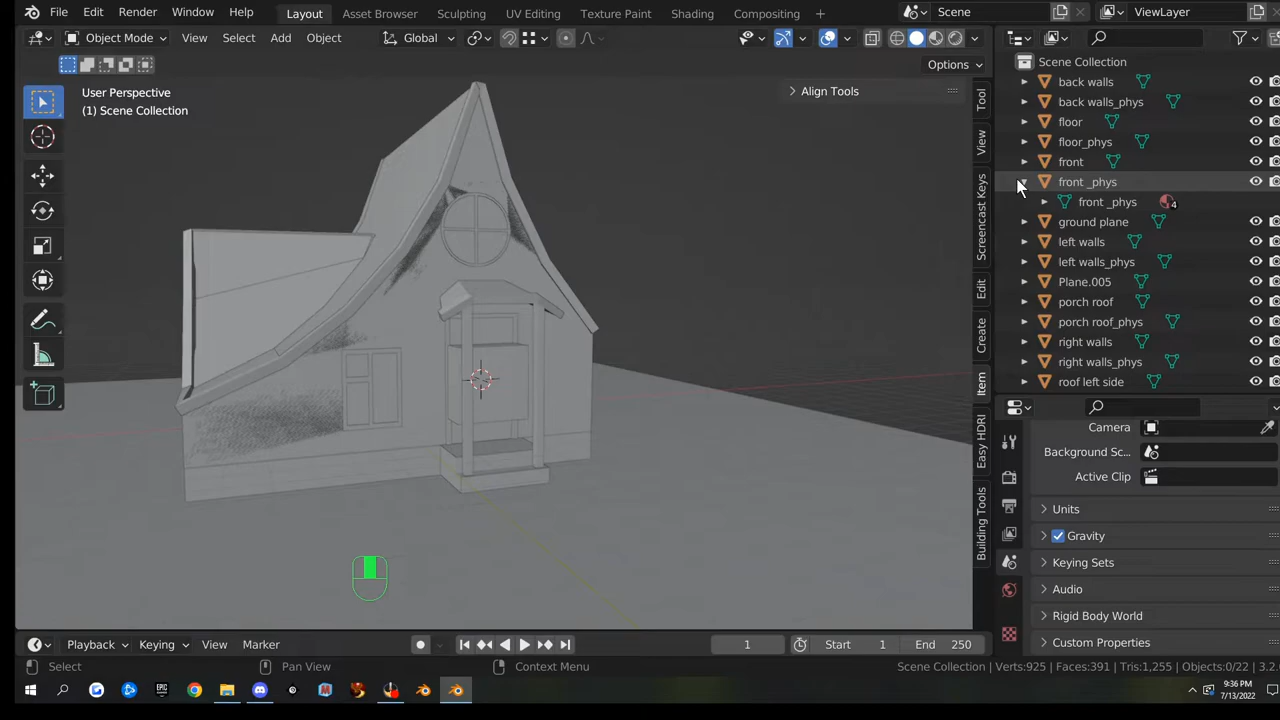 File Edit Render Window Help Layout Asset Browser Sculpting UV Editing Texture Paint Shading Compositing + Scene ViewLayer
Object Mode View Select Add Object Global
Options
User Perspective
(1) Scene Collection
Align Tools
Tool
View
Screencast Keys
Edit
Create
Item
Easy HDRI
Building Tools
Scene Collection
back walls
back walls_phys
floor
floor_phys
front
front _phys
front _phys 4
ground plane
left walls
left walls_phys
Plane.005
porch roof
porch roof_phys
right walls
right walls_phys
roof left side
Camera
Background Sc...
Active Clip
Units
Gravity
Keying Sets
Audio
Rigid Body World
Custom Properties
Playback Keying View Marker 1 Start 1 End 250
Select Pan View Context Menu Scene Collection | Verts:925 | Faces:391 | Tris:1,255 | Objects:0/22 | 3.2.
9:36 PM
7/13/2022